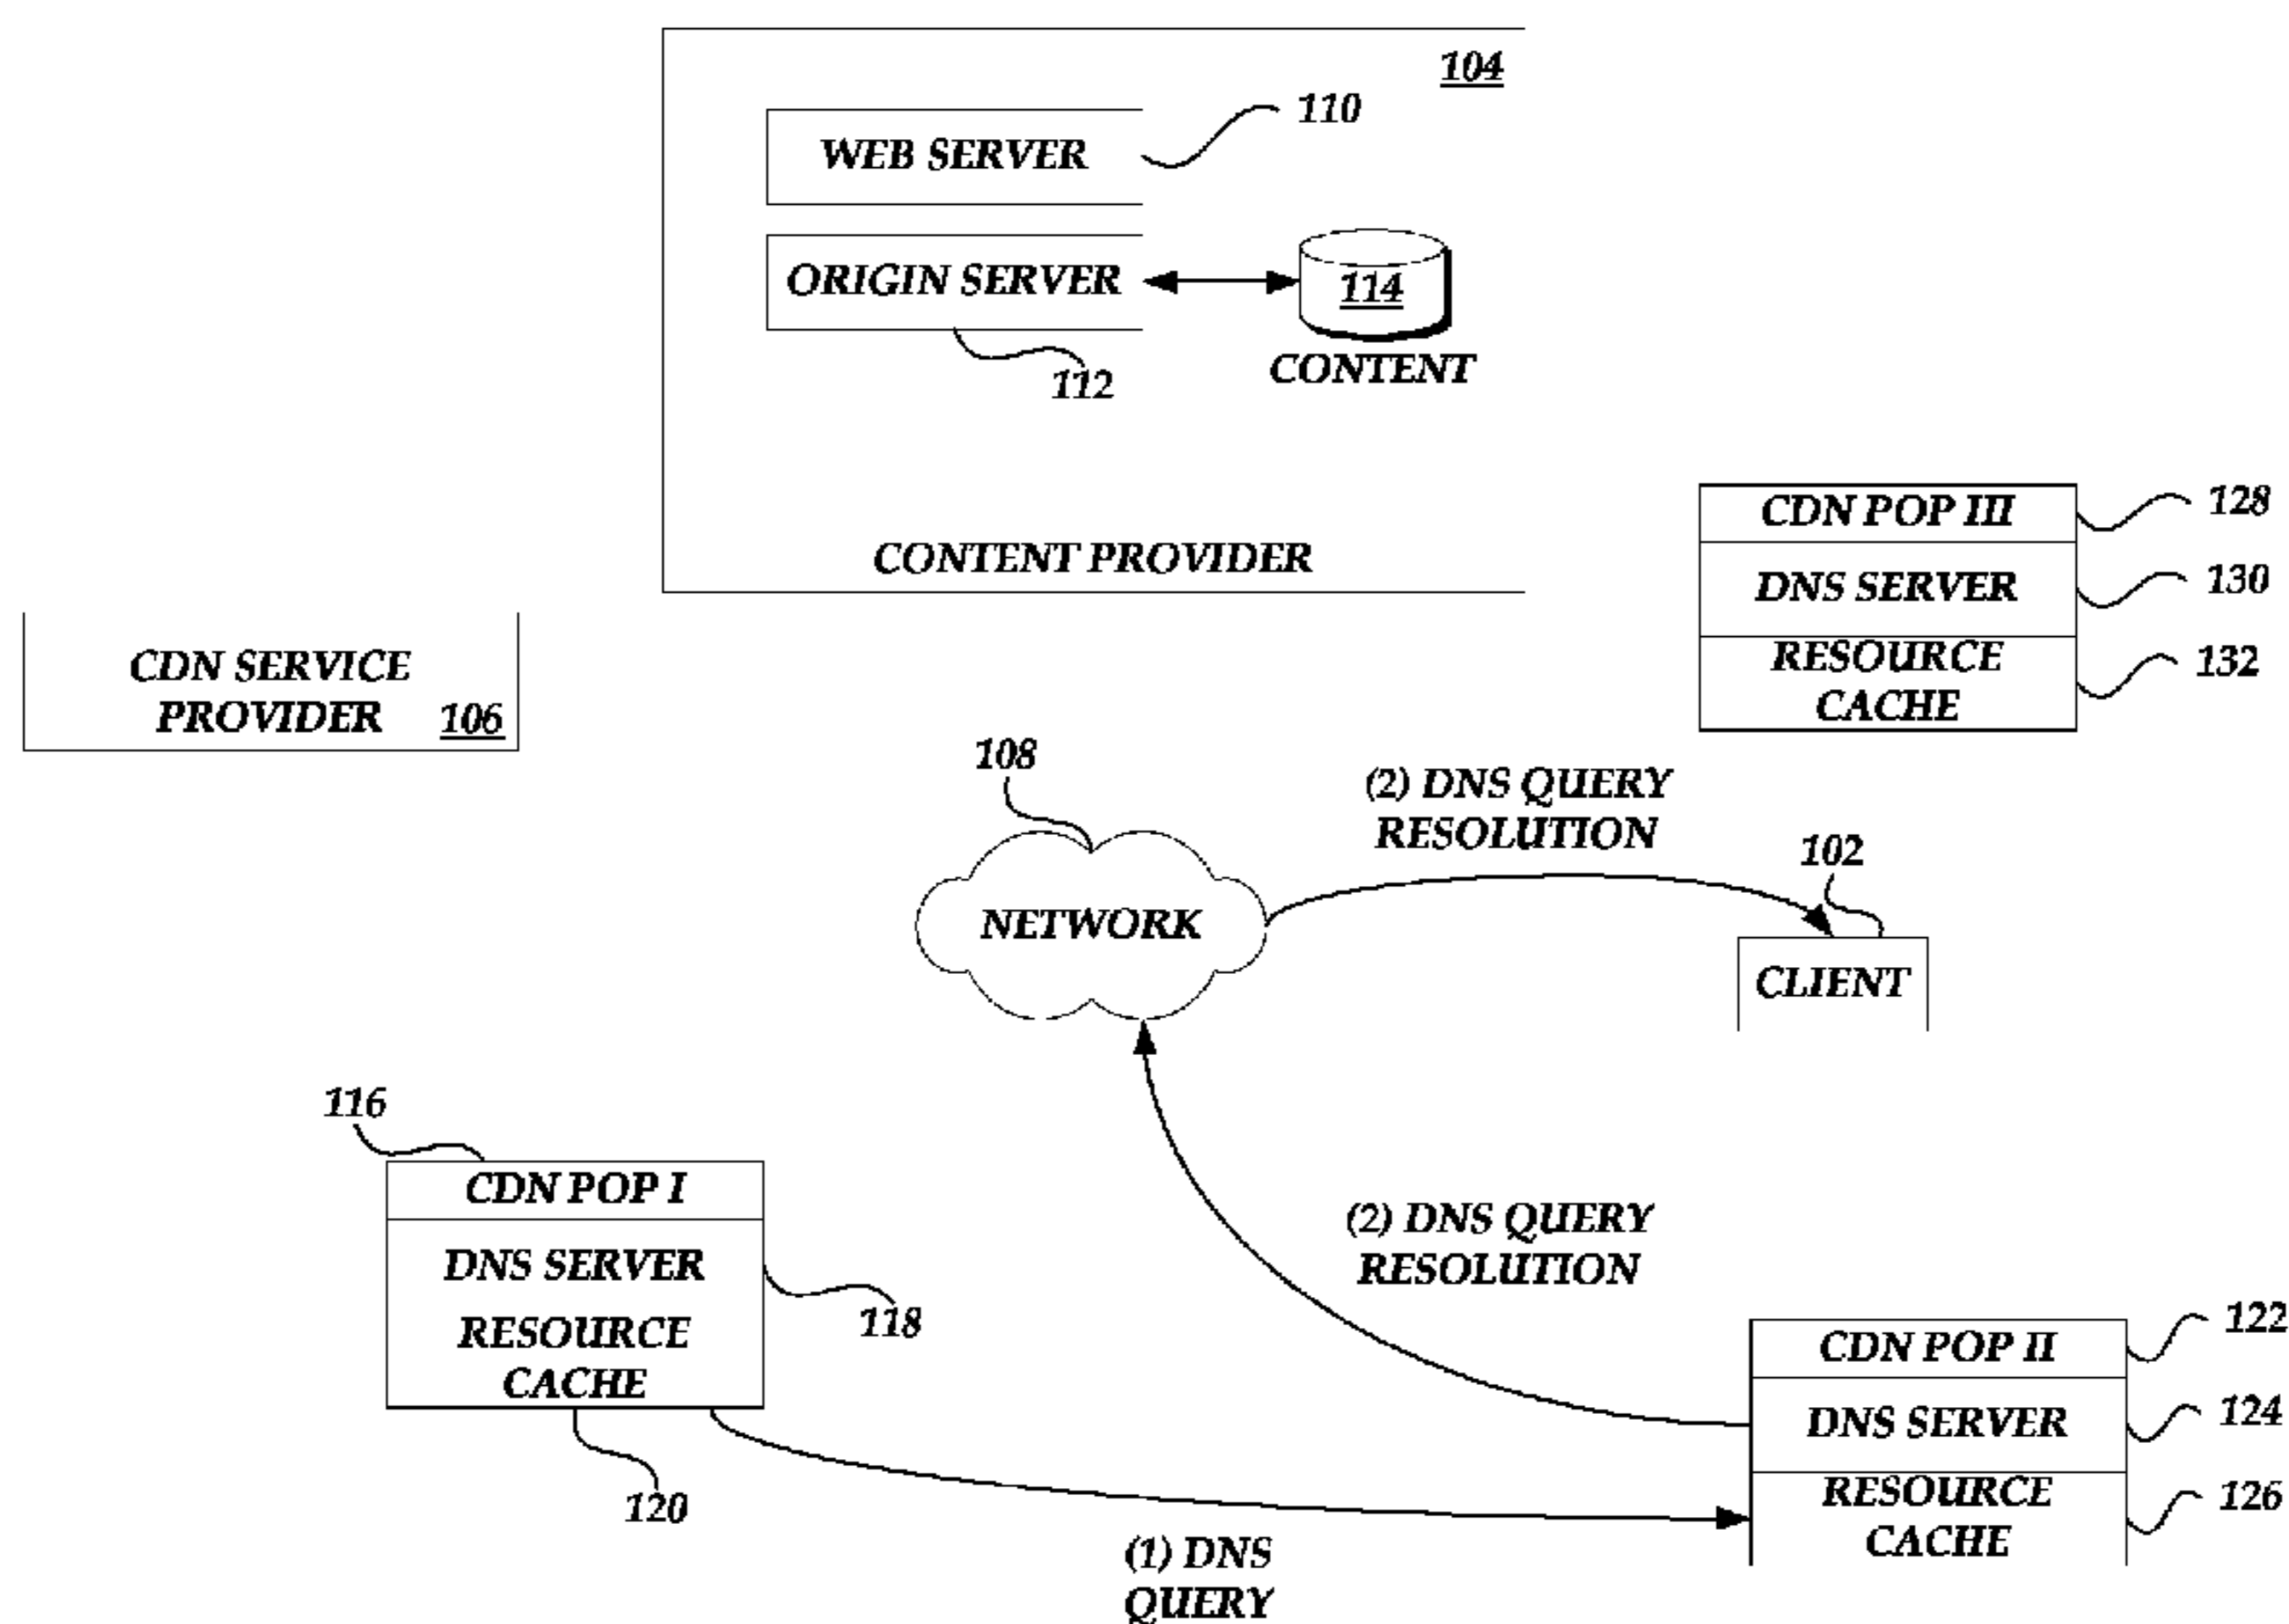 104
110
WEB SERVER
ORIGIN SERVER
114
112
CONTENT
CONTENT PROVIDER
CDN POP III
128
DNS SERVER
130
RESOURCE
CACHE
132
CDN SERVICE
PROVIDER
106
108
(2) DNS QUERY
RESOLUTION
102
NETWORK
CLIENT
116
CDN POP I
DNS SERVER
118
RESOURCE
CACHE
120
(2) DNS QUERY
RESOLUTION
CDN POP II
122
DNS SERVER
124
RESOURCE
CACHE
126
(1) DNS
QUERY